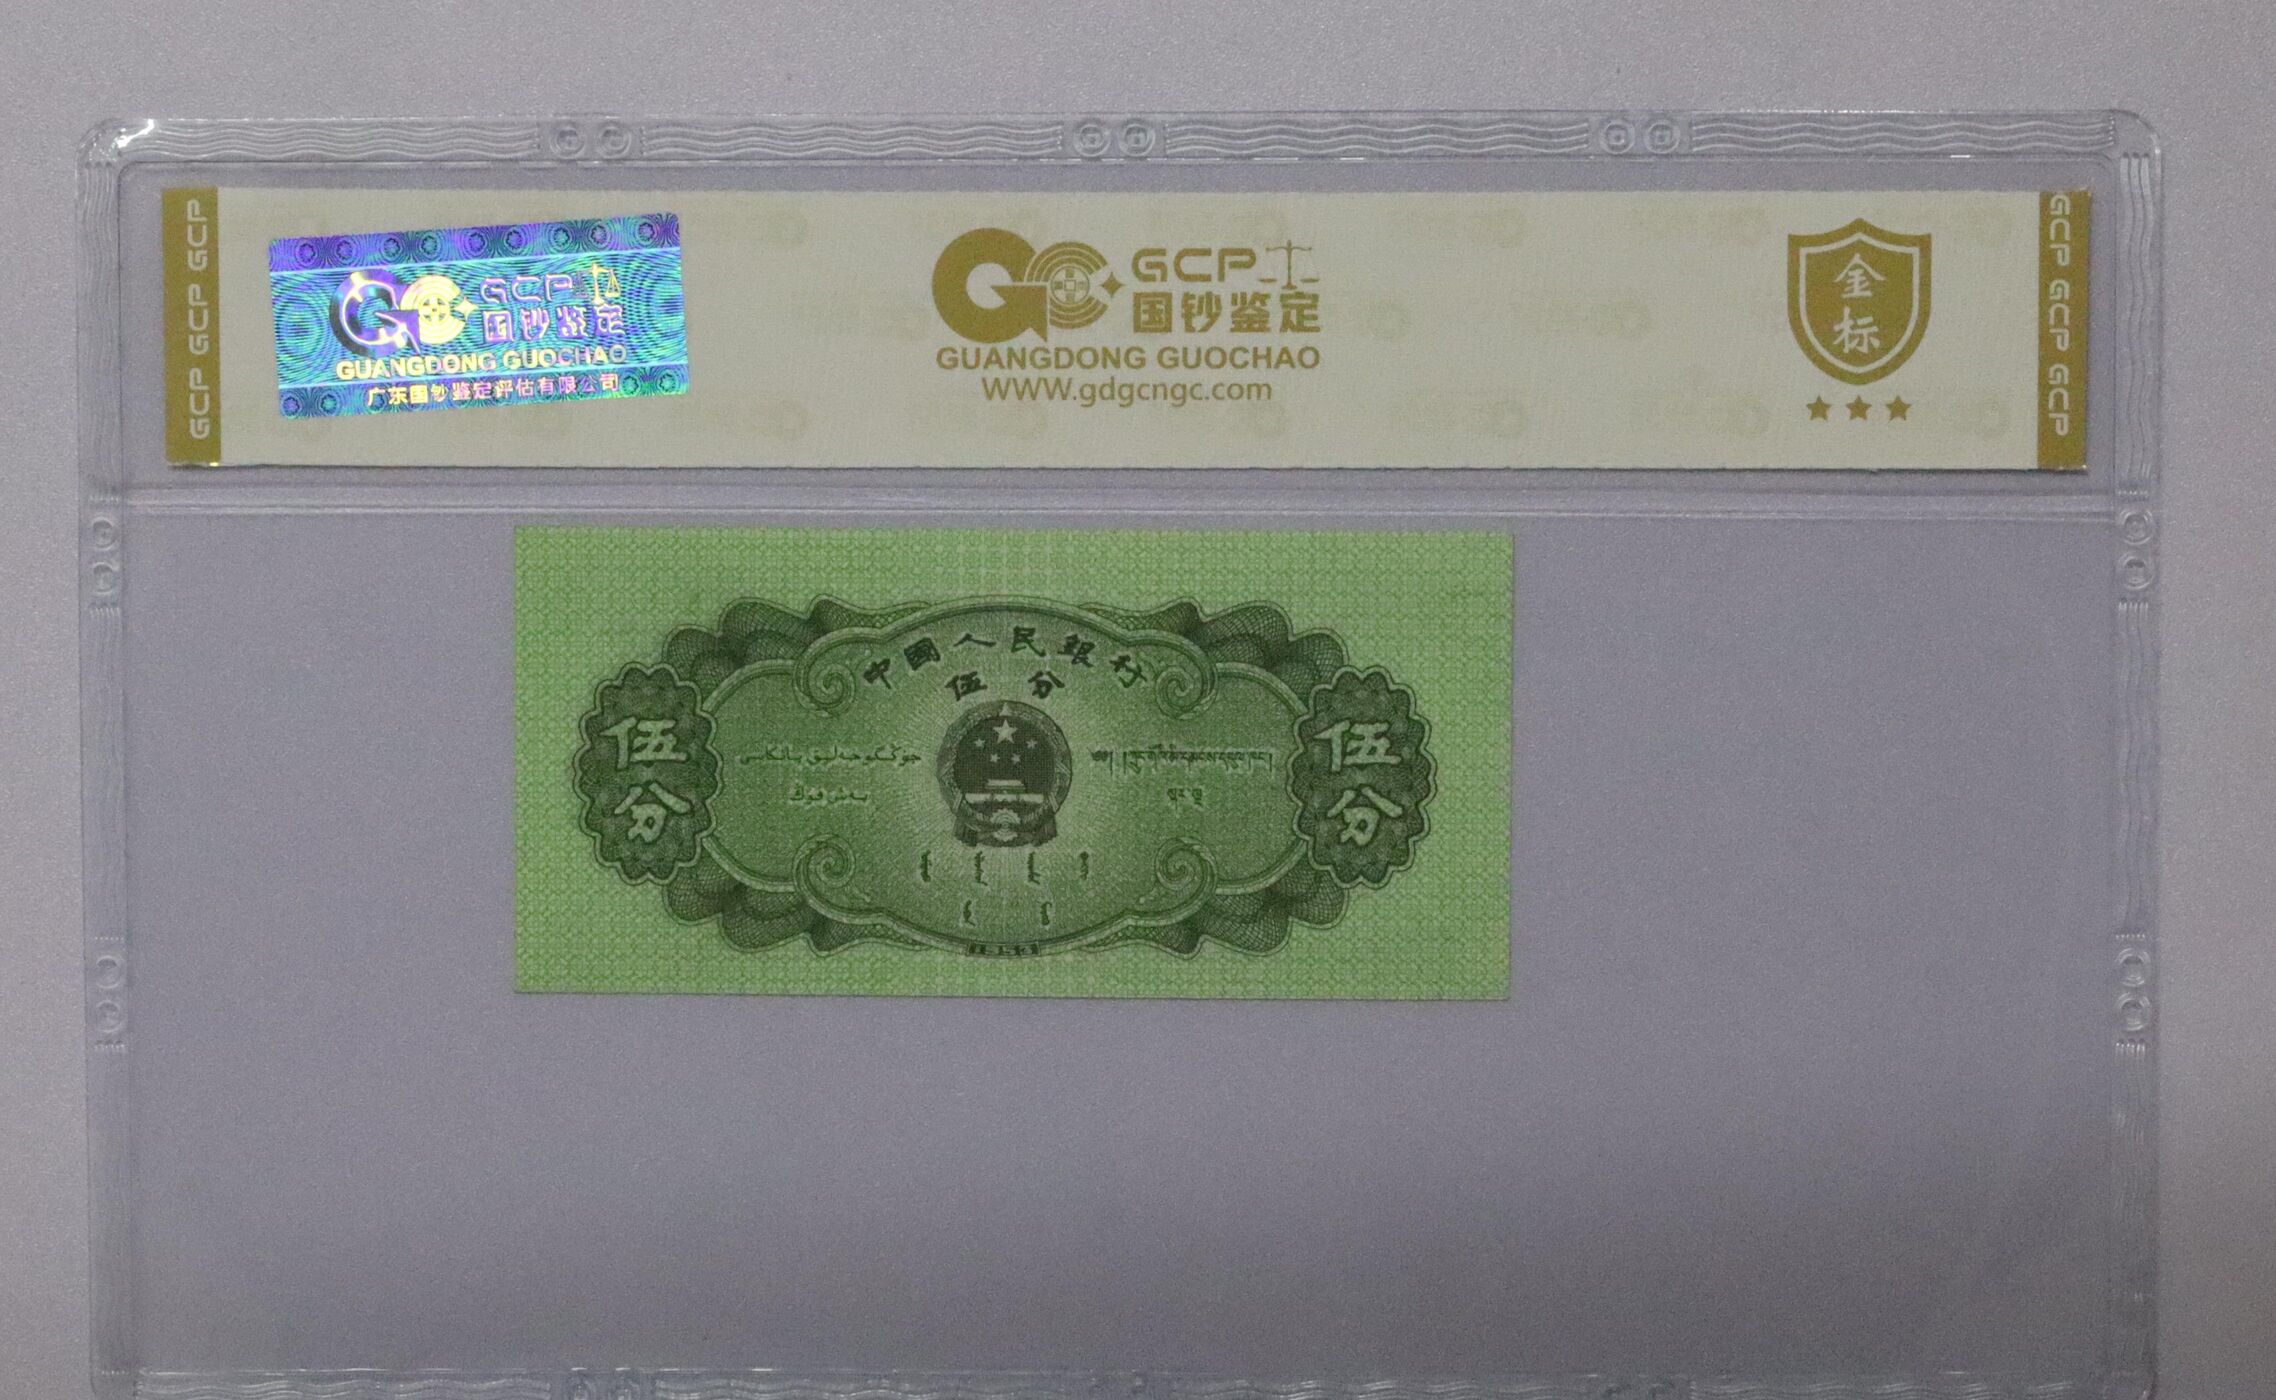 GCP GCP GCP
GCP
国钞鉴定
GUANGDONG GUOCHAO
广东国钞鉴定评估有限公司
GCP
国钞鉴定
GUANGDONG GUOCHAO
WWW.gdgcngc.com
金
标
GCP GCP GCP
中國人民銀行
伍分
伍
分
伍
分